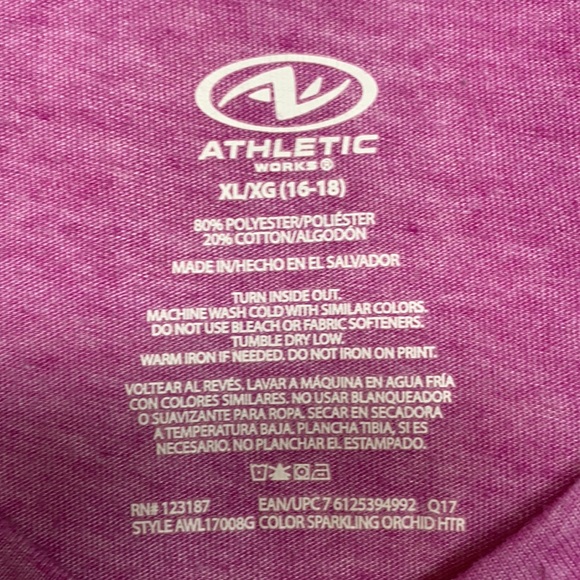 ATHLETIC
WORKS®
XL/XG (16-18)
80% POLYESTER/POLIÉSTER
20% COTTON/ALGODÓN
MADE IN/HECHO EN EL SALVADOR
TURN INSIDE OUT.
MACHINE WASH COLD WITH SIMILAR COLORS.
DO NOT USE BLEACH OR FABRIC SOFTENERS.
TUMBLE DRY LOW.
WARM IRON IF NEEDED, DO NOT IRON ON PRINT.
VOLTEAR AL REVÉS. LAVAR A MÁQUINA EN AGUA FRÍA
CON COLORES SIMILARES. NO USAR BLANQUEADOR
O SUAVIZANTE PARA ROPA. SECAR EN SECADORA
A TEMPERATURA BAJA. PLANCHA TIBIA, SI ES
NECESARIO. NO PLANCHAR EL ESTAMPADO.
RN# 123187 EAN/UPC 7 6125394992 Q17
STYLE AWL17008G COLOR SPARKLING ORCHID HTR